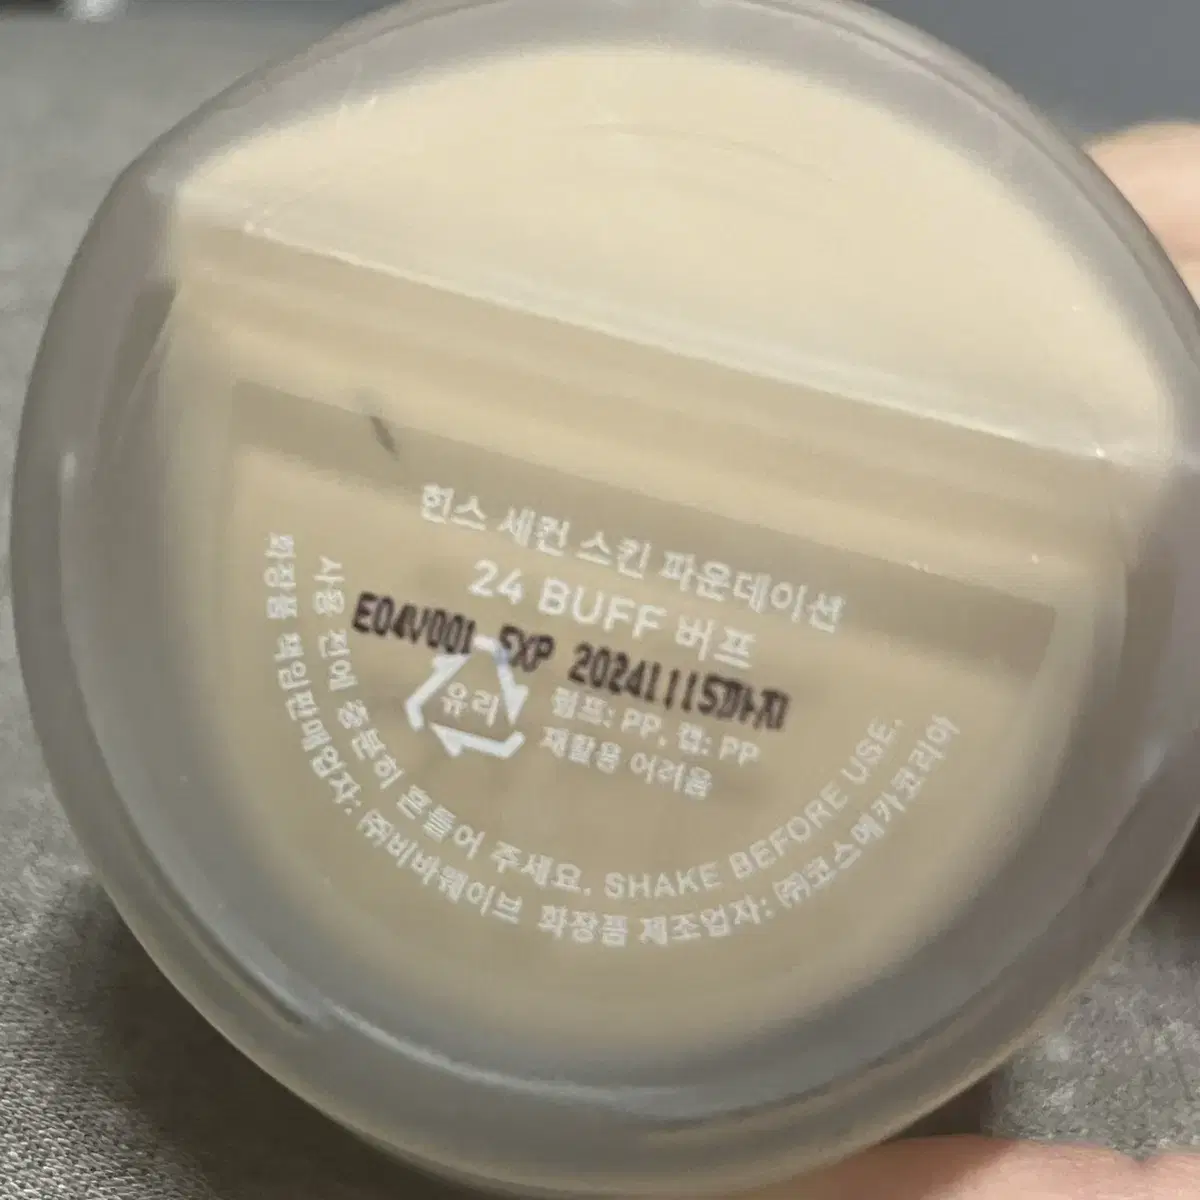 힌스 세컨 스킨 파운데이션
24 BUFF 버프
E04V001 EXP 20241115까지
유리
펌프: PP, 캡: PP
재활용 어려움
사용 전에 충분히 흔들어 주세요. SHAKE BEFORE USE.
화장품 책임판매업자: ㈜비바웨이브 화장품 제조업자: ㈜코스메카코리아